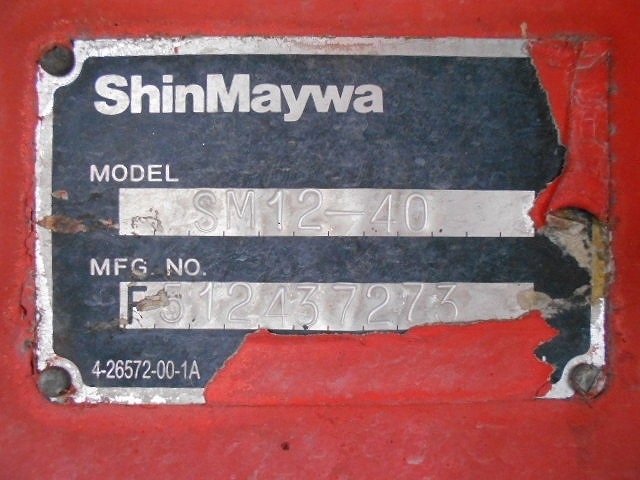 ShinMaywa
MODEL
SM12-40
MFG. NO.
F512437273
4-26572-00-1A